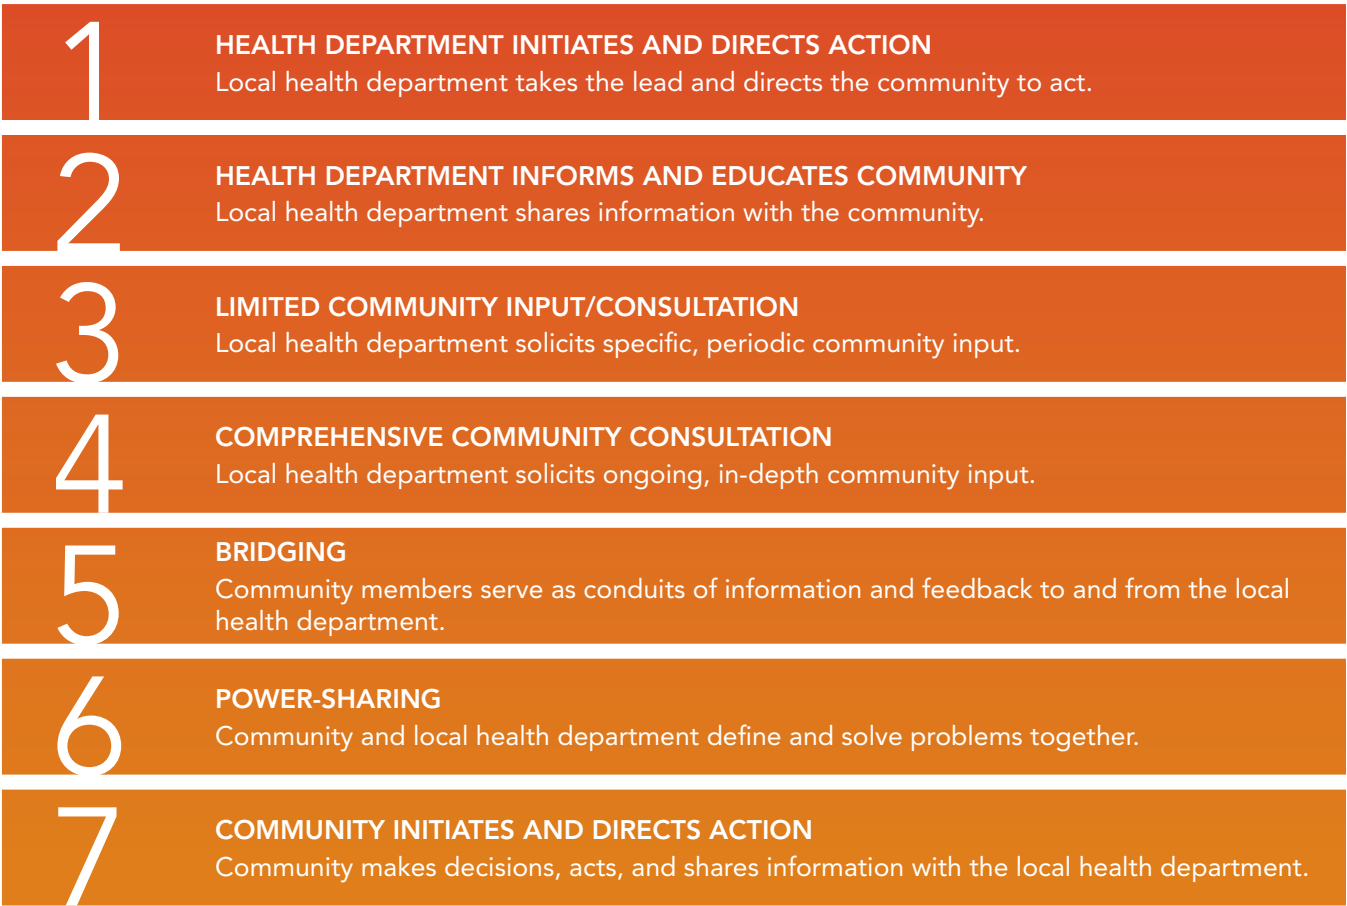 1
HEALTH DEPARTMENT INITIATES AND DIRECTS ACTION
Local health department takes the lead and directs the community to act.
2
HEALTH DEPARTMENT INFORMS AND EDUCATES COMMUNITY
Local health department shares information with the community.
3
LIMITED COMMUNITY INPUT/CONSULTATION
Local health department solicits specific, periodic community input.
4
COMPREHENSIVE COMMUNITY CONSULTATION
Local health department solicits ongoing, in-depth community input.
5
BRIDGING
Community members serve as conduits of information and feedback to and from the local
health department.
6
POWER-SHARING
Community and local health department define and solve problems together.
7
COMMUNITY INITIATES AND DIRECTS ACTION
Community makes decisions, acts, and shares information with the local health department.